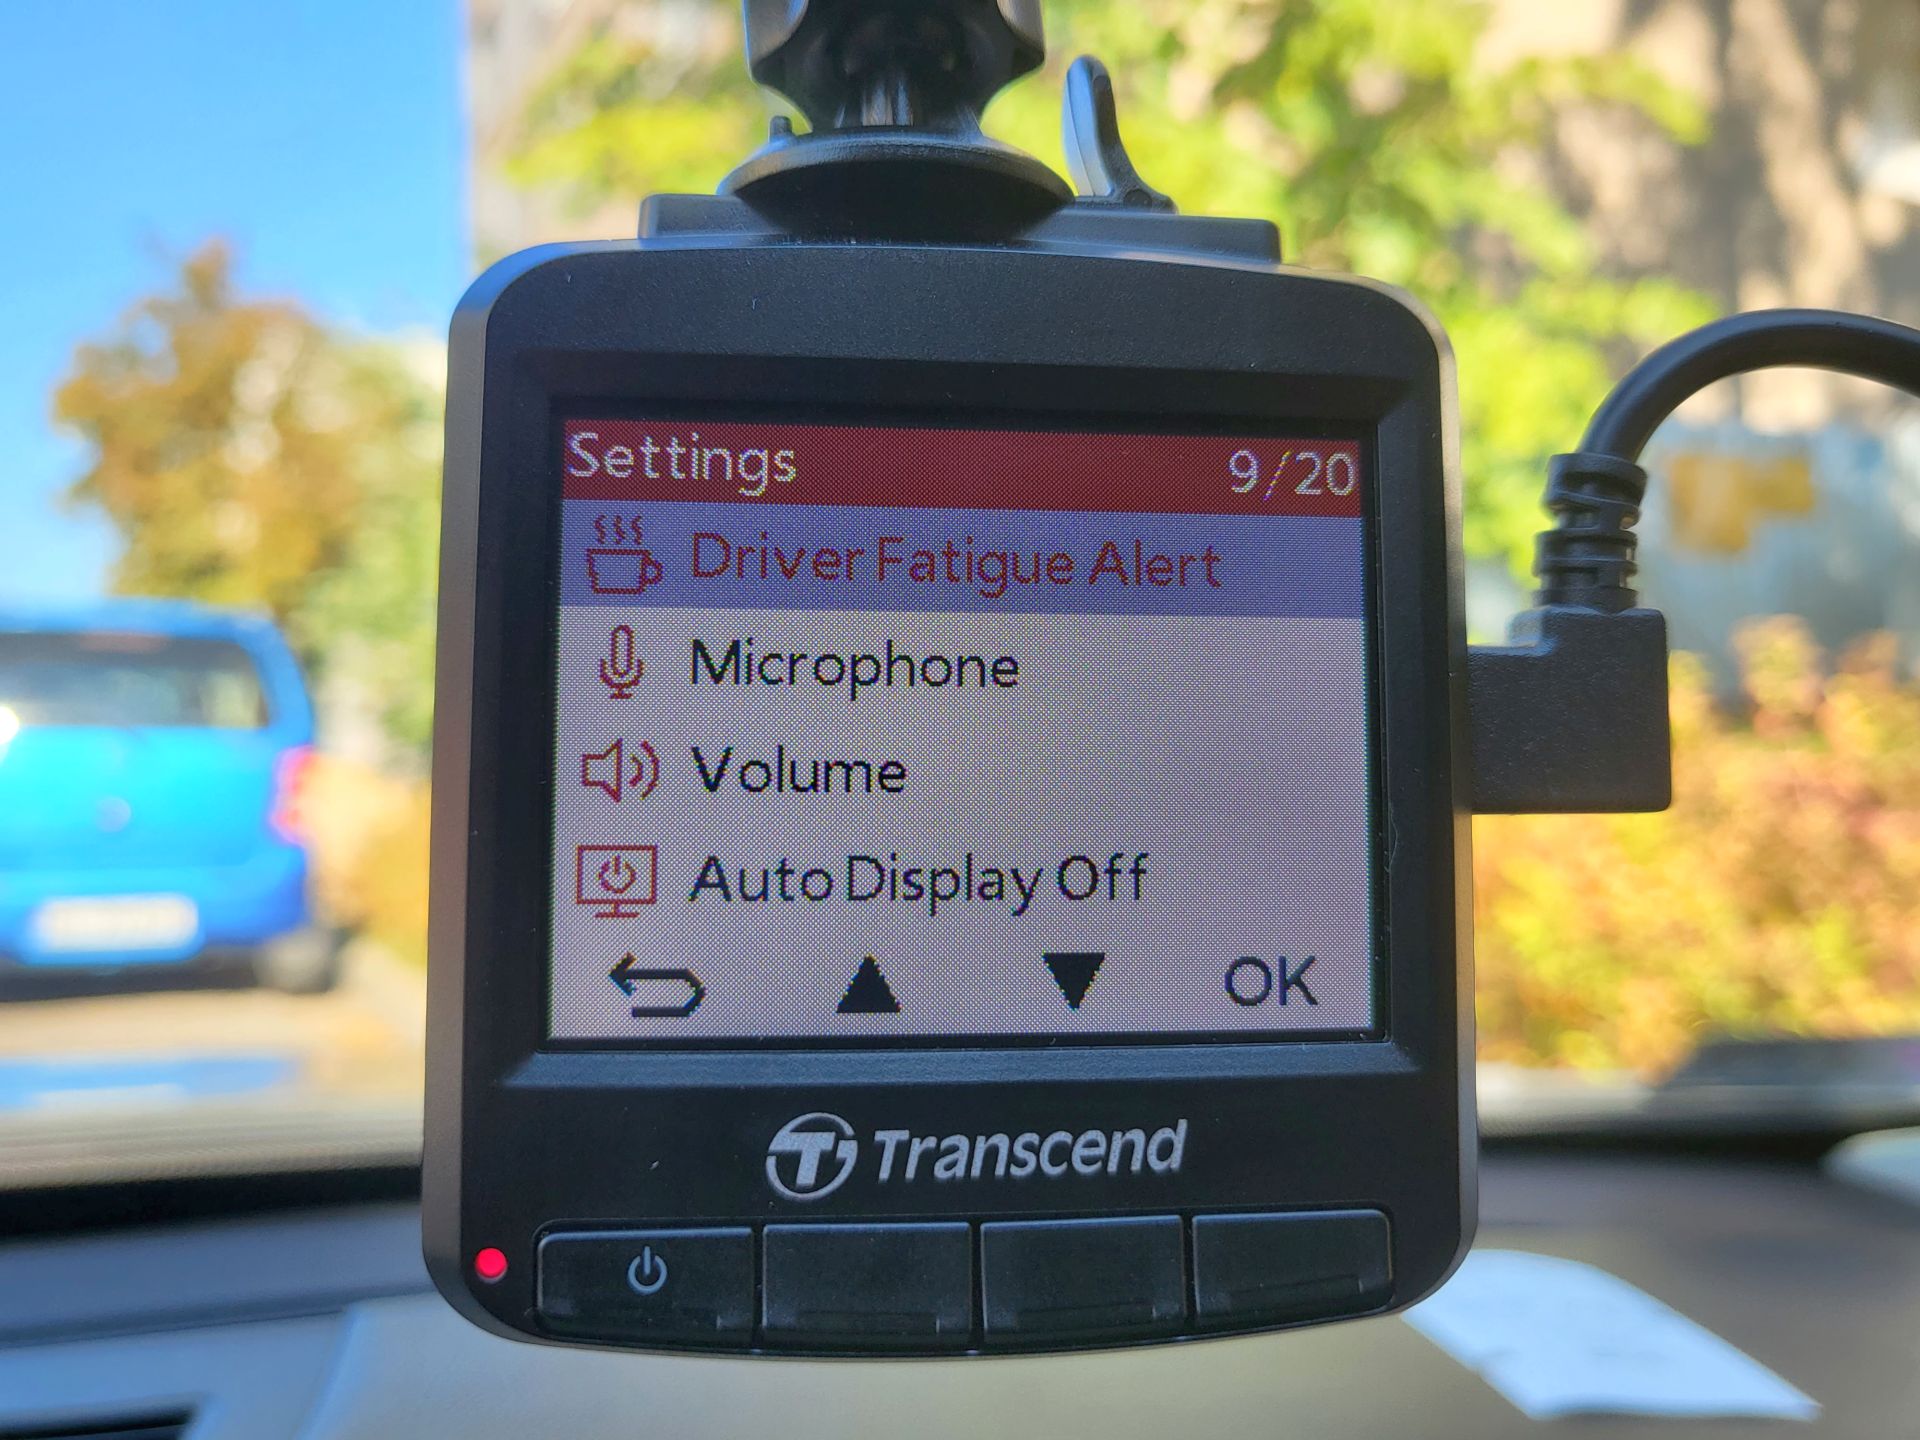 Settings 9/20
Driver Fatigue Alert
Microphone
Volume
Auto Display Off
OK
Transcend